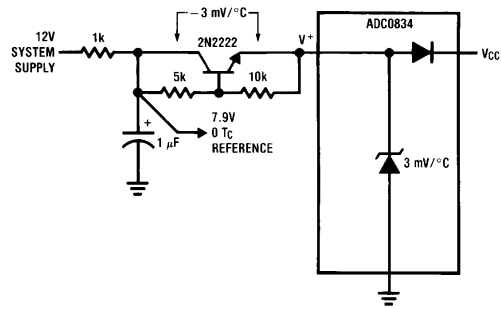 12V
SYSTEM
SUPPLY
1k
−3 mV/°C
2N2222
5k
10k
+
1 μF
7.9V
0 TC
REFERENCE
V+
ADC0834
VCC
3 mV/°C